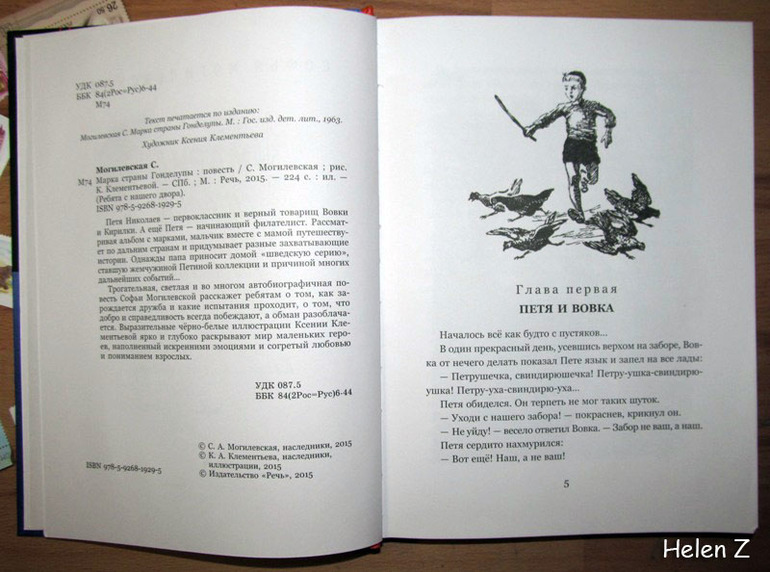 УДК 087.5
ББК 84(2Рос=Рус)6-44
М74
Текст печатается по изданию:
Могилевская С. Марка страны Гонделупы. М. : Гос. изд. дет. лит., 1963.
Художник Ксения Клементьева
Могилевская С.
М74 Марка страны Гонделупы : повесть / С. Могилевская ; рис.
К. Клементьевой. — СПб. ; М. : Речь, 2015. — 224 с. : ил. —
(Ребята с нашего двора).
ISBN 978-5-9268-1929-5
Петя Николаев — первоклассник и верный товарищ Вовки
и Кирилки. А ещё Петя — начинающий филателист. Рассмат-
ривая альбом с марками, мальчик вместе с мамой путешеству-
ет по дальним странам и придумывает разные захватывающие
истории. Однажды папа приносит домой «шведскую серию»,
ставшую жемчужиной Петиной коллекции и причиной многих
дальнейших событий...
Трогательная, светлая и во многом автобиографичная по-
весть Софьи Могилевской расскажет ребятам о том, как за-
рождается дружба и какие испытания проходит, о том, что
добро и справедливость всегда побеждают, а обман разоблача-
ется. Выразительные чёрно-белые иллюстрации Ксении Кле-
ментьевой ярко и глубоко раскрывают мир маленьких геро-
ев, наполненный искренними эмоциями и согретый любовью
и пониманием взрослых.
УДК 087.5
ББК 84(2Рос=Рус)6-44
© С. А. Могилевская, наследники, 2015
© К. А. Клементьева, наследники,
иллюстрации, 2015
ISBN 978-5-9268-1929-5
© Издательство «Речь», 2015
Глава первая
ПЕТЯ И ВОВКА
Началось всё как будто с пустяков...
В один прекрасный день, усевшись верхом на заборе, Вов-
ка от нечего делать показал Пете язык и запел на все лады:
— Петрушечка, свиндирюшечка! Петру-ушка-свиндирю-
ушка! Петру-уха-свиндирю-уха...
Петя обиделся. Он терпеть не мог таких шуток.
— Уходи с нашего забора! — покраснев, крикнул он.
— Не уйду! — весело ответил Вовка. — Забор не ваш, а наш.
Петя сердито нахмурился:
— Вот ещё! Наш, а не ваш!
5
Helen Z